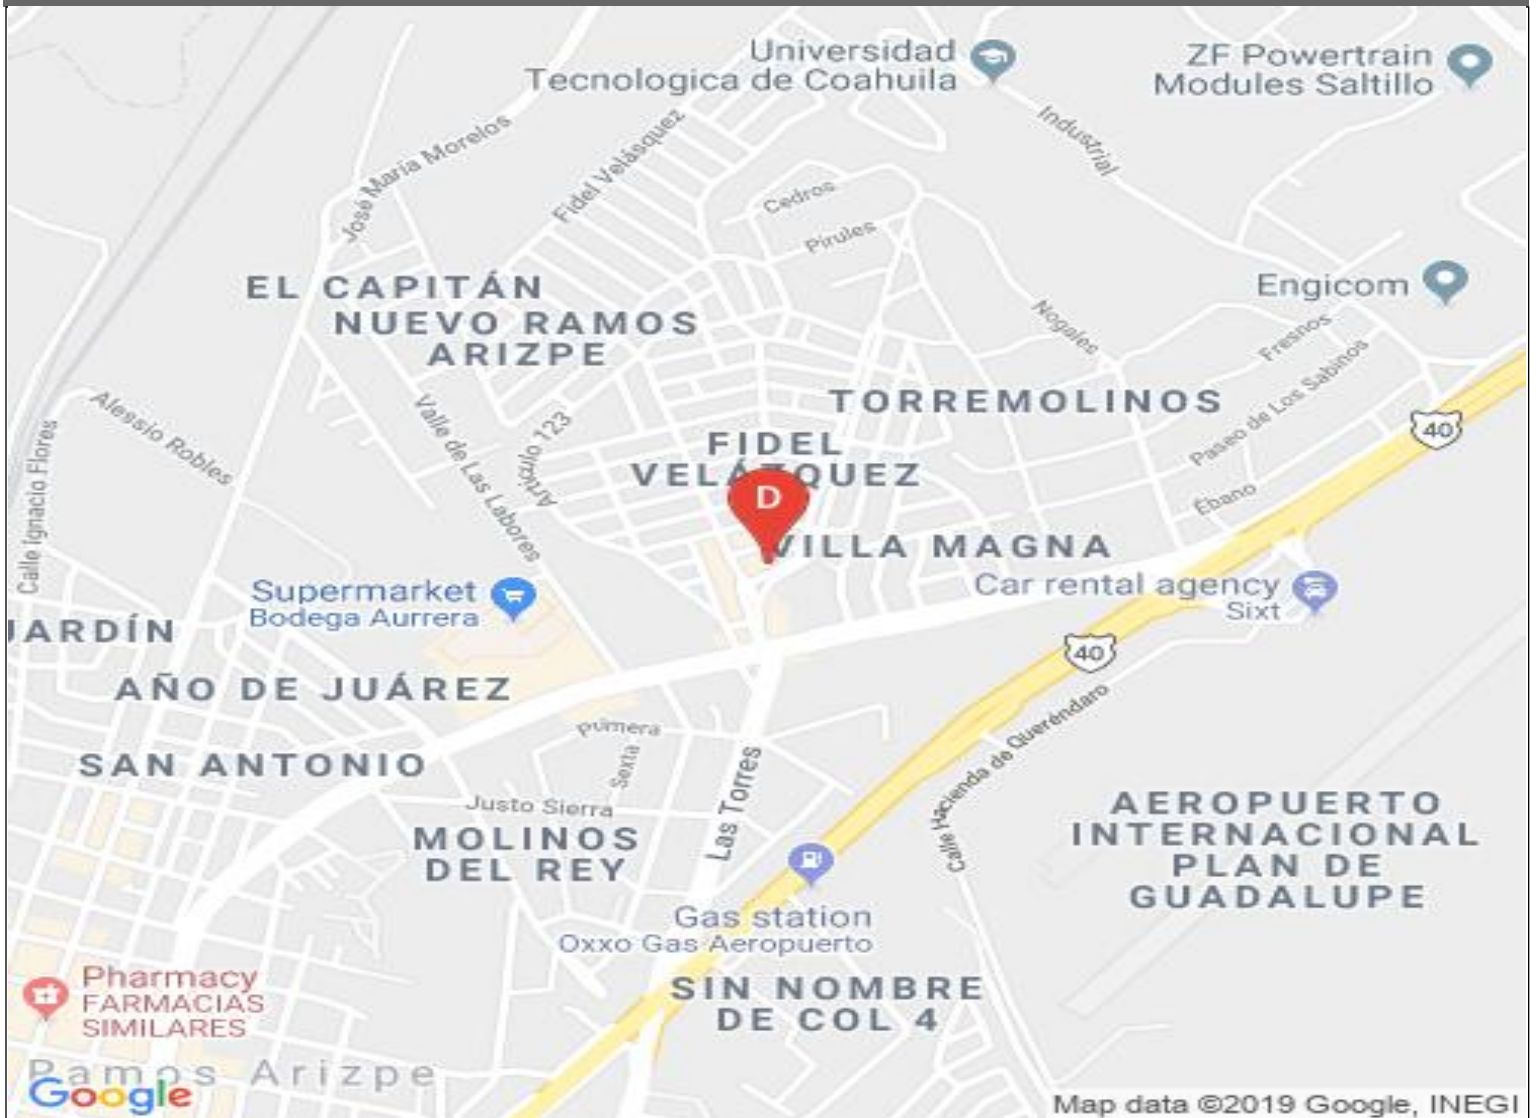 Universidad
Tecnologica de Coahuila
ZF Powertrain
Modules Saltillo
Industrial
José María Morelos
Fidel Velásquez
Cedros
Pirules
EL CAPITÁN
NUEVO RAMOS
ARIZPE
Engicom
Nogales
Fresnos
Paseo de Los Sabinos
Alessio Robles
Valle de Las Labores
Artículo 123
TORREMOLINOS
40
Calle Ignacio Flores
FIDEL
VELÁZQUEZ
D
Ébano
VILLA MAGNA
Supermarket
Bodega Aurrera
Car rental agency
Sixt
JARDÍN
40
AÑO DE JUÁREZ
Primera
Sexta
SAN ANTONIO
Las Torres
Calle Hacienda de Queréndaro
Justo Sierra
MOLINOS
DEL REY
AEROPUERTO
INTERNACIONAL
PLAN DE
GUADALUPE
Gas station
Oxxo Gas Aeropuerto
Pharmacy
FARMACIAS
SIMILARES
SIN NOMBRE
DE COL 4
Ramos Arizpe
Google
Map data ©2019 Google, INEGI